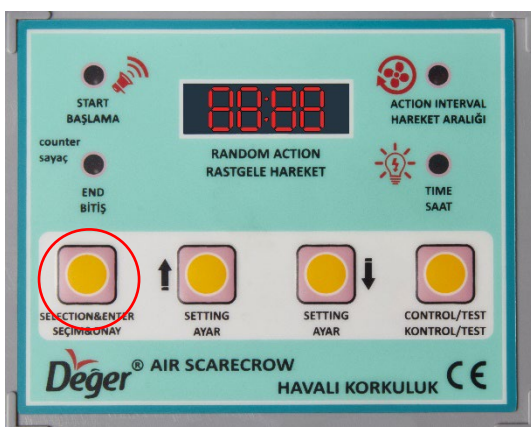 START
BAŞLAMA
88:88
ACTION INTERVAL
HAREKET ARALIĞI
counter
sayaç
RANDOM ACTION
RASTGELE HAREKET
END
BİTİŞ
TIME
SAAT
SELECTION&ENTER
SEÇİM&ONAY
SETTING
AYAR
SETTING
AYAR
CONTROL/TEST
KONTROL/TEST
Değer® AIR SCARECROW
HAVALI KORKULUK CE